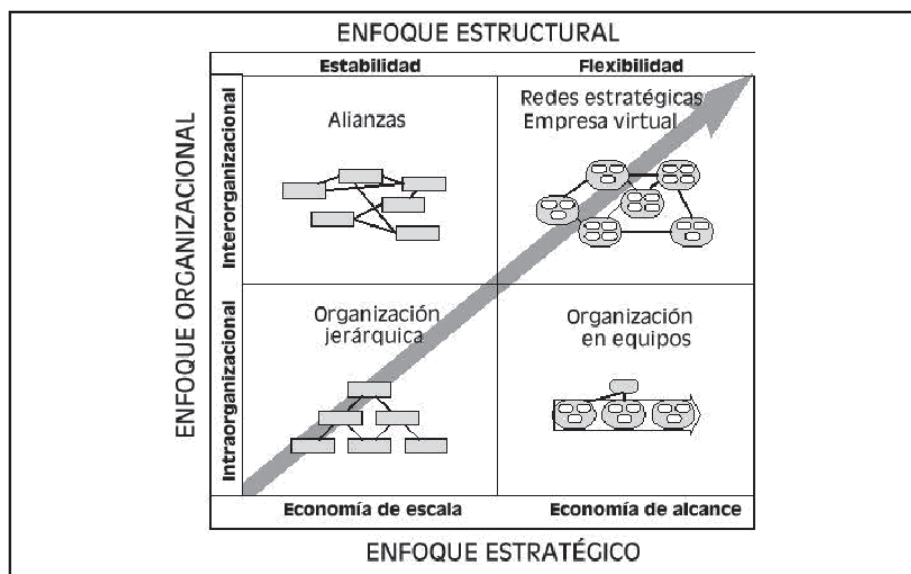 ENFOQUE ESTRUCTURAL
Estabilidad
Flexibilidad
ENFOQUE ORGANIZACIONAL
Interorganizacional
Alianzas
Redes estratégicas
Empresa virtual
Intraorganizacional
Organización
jerárquica
Organización
en equipos
Economía de escala
Economía de alcance
ENFOQUE ESTRATÉGICO